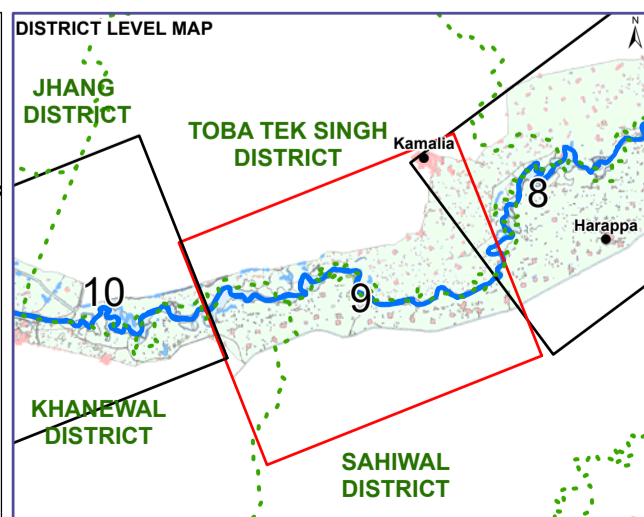 DISTRICT LEVEL MAP
N
JHANG
DISTRICT
TOBA TEK SINGH
DISTRICT
Kamalia
8
Harappa
10
9
KHANEWAL
DISTRICT
SAHIWAL
DISTRICT